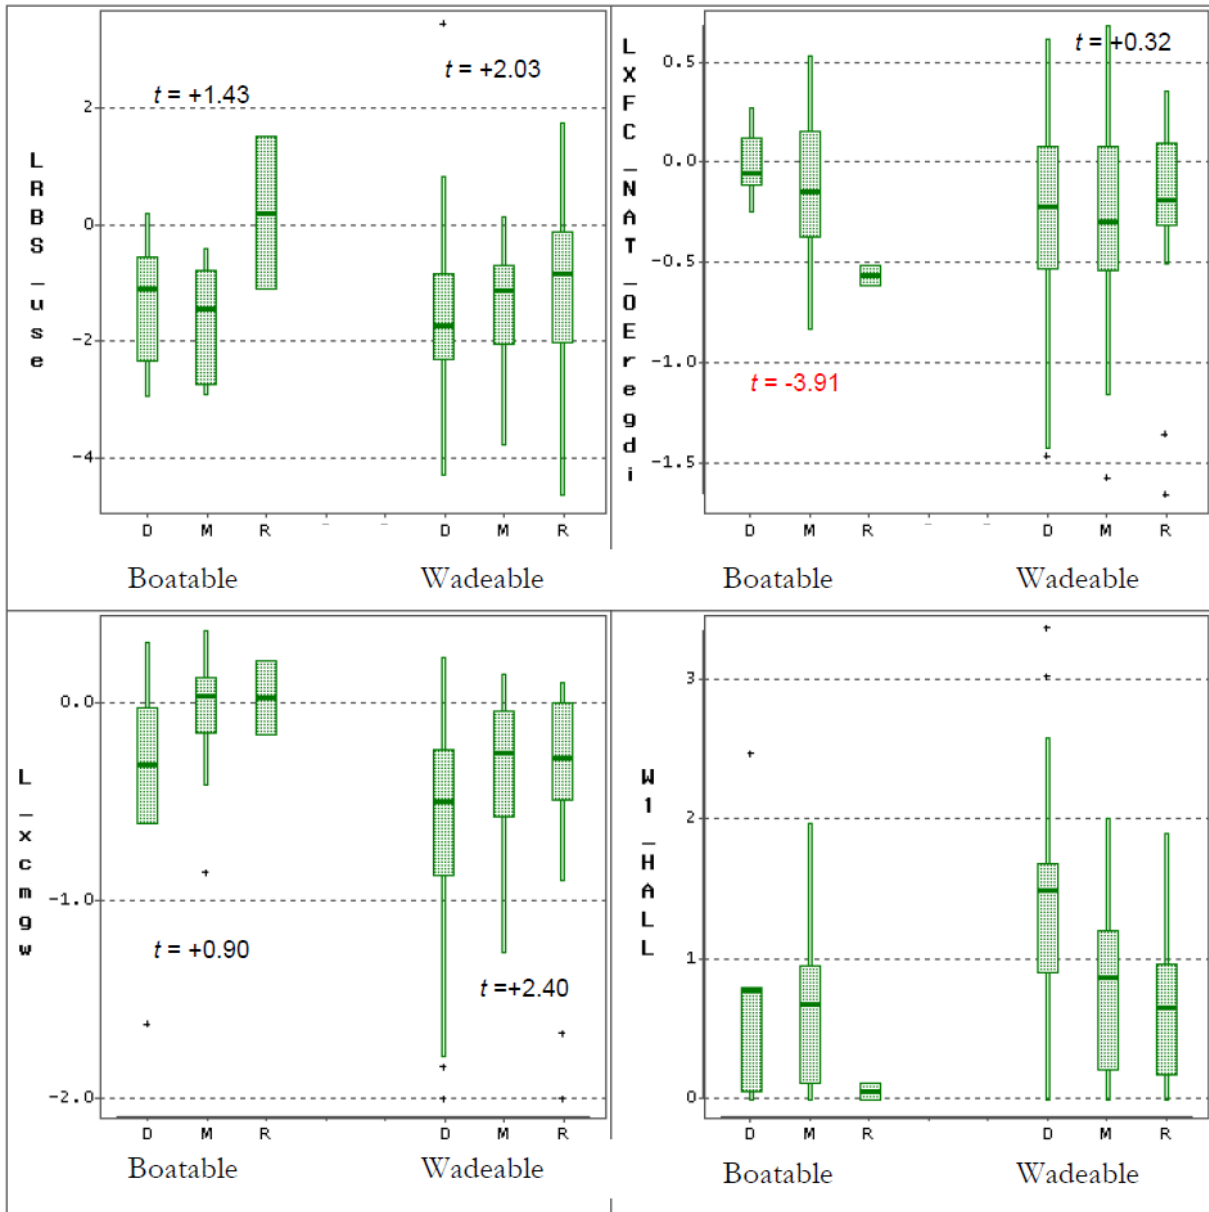 LRBS_use
2
0
-2
-4
t = +1.43
t = +2.03
D M R D M R
Boatable Wadeable
LXFC_NAT_OEregdi
0.5
0.0
-0.5
-1.0
-1.5
t = +0.32
t = -3.91
D M R D M R
Boatable Wadeable
L_xcmgw
0.0
-1.0
-2.0
t = +0.90
t =+2.40
D M R D M R
Boatable Wadeable
W1_HALL
3
2
1
0
D M R D M R
Boatable Wadeable